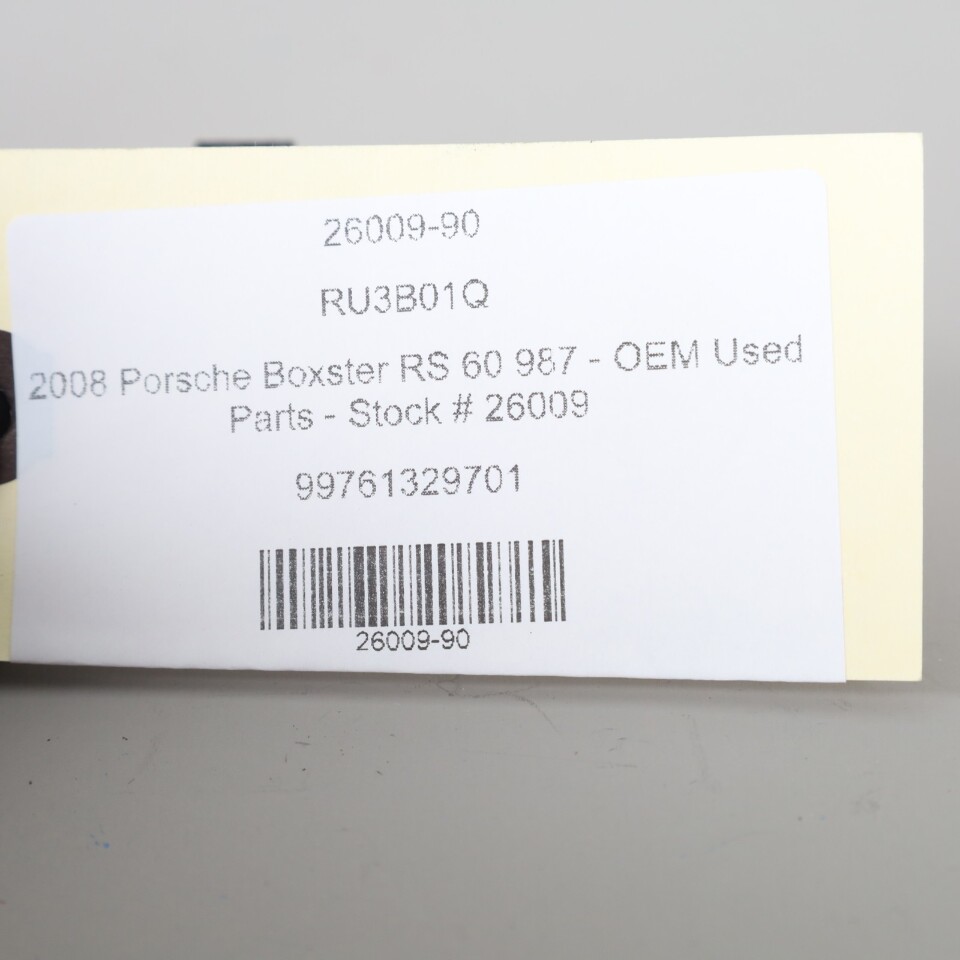 26009-90
RU3B01Q
2008 Porsche Boxster RS 60 987 - OEM Used
Parts - Stock # 26009
99761329701
26009-90